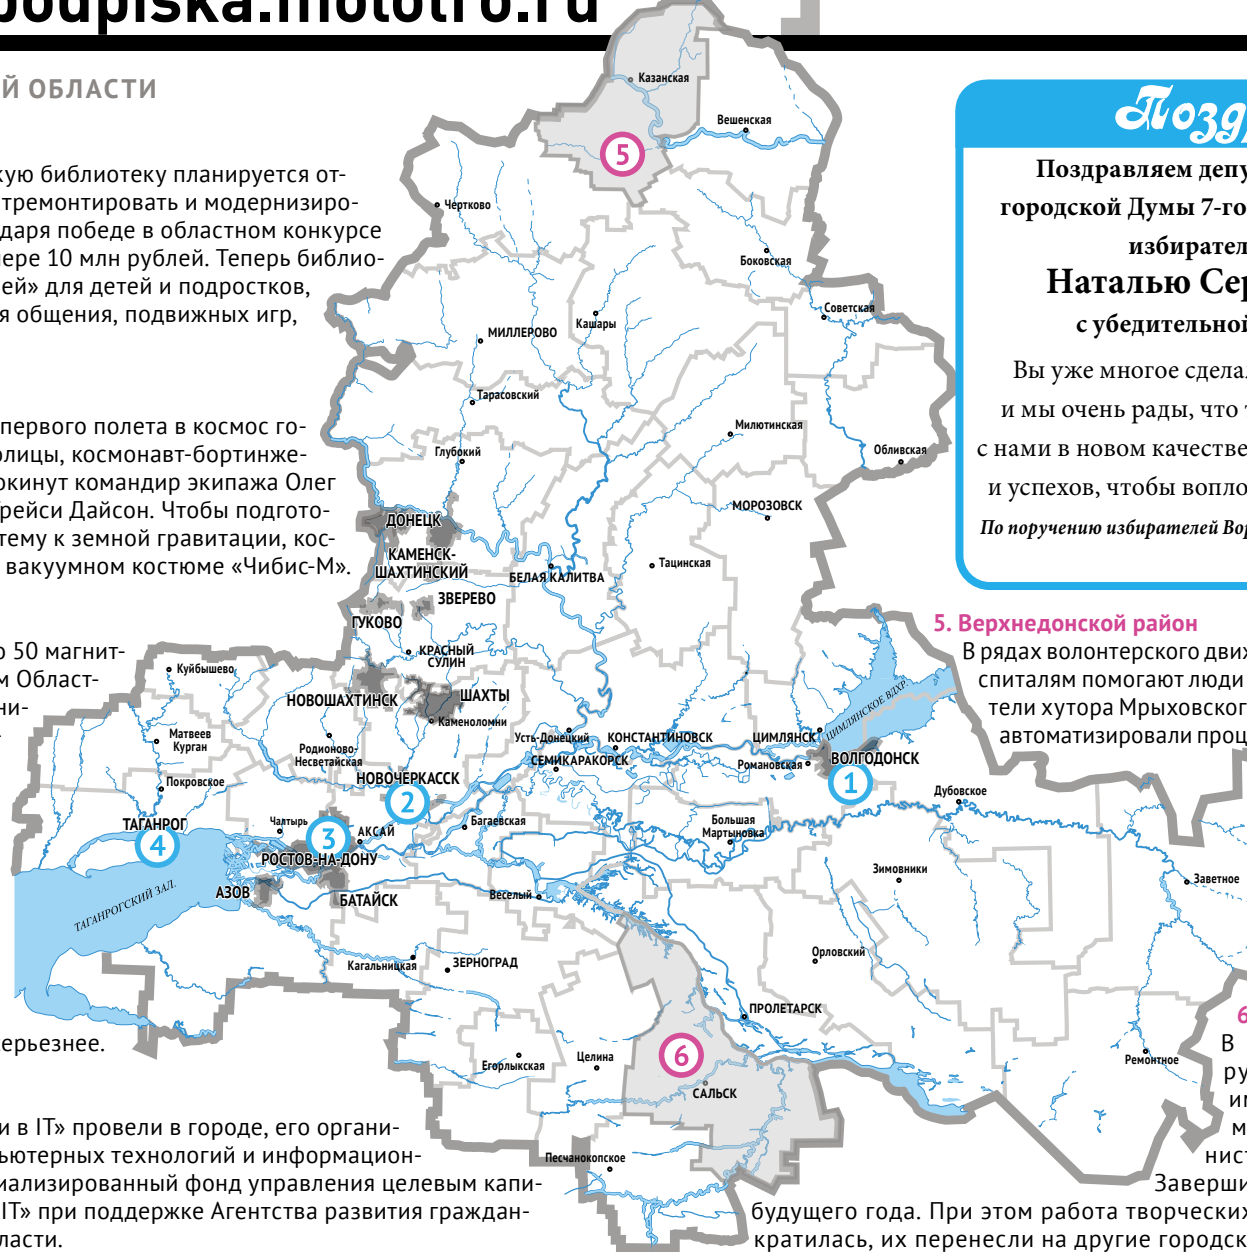 podpiska.molotro.ru
Й ОБЛАСТИ
кую библиотеку планируется от-
тремонтировать и модернизиро-
даря победе в областном конкурсе
мере 10 млн рублей. Теперь библио-
ей» для детей и подростков,
я общения, подвижных игр,
первого полета в космос го-
олицы, космонавт-бортинже-
окинут командир экипажа Олег
Трейси Дайсон. Чтобы подгото-
тему к земной гравитации, кос-
вакуумном костюме «Чибис-М».
о 50 магнит-
м Област-
ни-
ерьезнее.
и в IT» провели в городе, его органи-
ьютерных технологий и информацион-
иализированный фонд управления целевым капи-
IT» при поддержке Агентства развития граждан-
ласти.
Казанская
Вешенская
5
Чертково
Боковская
Советская
Кашары
МИЛЛЕРОВО
Тарасовский
Милютинская
Глубокий
Обливская
МОРОЗОВСК
ДОНЕЦК
КАМЕНСК-
ШАХТИНСКИЙ
БЕЛАЯ КАЛИТВА
Тацинская
ЗВЕРЕВО
ГУКОВО
КРАСНЫЙ
СУЛИН
Куйбышево
НОВОШАХТИНСК
ШАХТЫ
Каменоломни
ЦИМЛЯНСКОЕ ВДХР.
Матвеев
Курган
Родионово-
Несветайская
Усть-Донецкий
КОНСТАНТИНОВСК
ЦИМЛЯНСК
СЕМИКАРАКОРСК
Романовская
ВОЛГОДОНСК
Покровское
НОВОЧЕРКАССК
1
2
Дубовское
ТАГАНРОГ
4
Чалтырь
3
АКСАЙ
Багаевская
Большая
Мартыновка
РОСТОВ-НА-ДОНУ
Зимовники
Заветное
АЗОВ
БАТАЙСК
Веселый
ТАГАНРОГСКИЙ ЗАЛ.
Кагальницкая
ЗЕРНОГРАД
Орловский
ПРОЛЕТАРСК
Егорлыкская
Целина
6
САЛЬСК
Ремонтное
Песчанокопское
Поздр
Поздравляем депу
городской Думы 7-го
избирател
Наталью Сер
с убедительной
Вы уже многое сдела
и мы очень рады, что
с нами в новом качестве
и успехов, чтобы вопло
По поручению избирателей Вор
5. Верхнедонской район
В рядах волонтерского движ
спиталям помогают люди
тели хутора Мрыховског
автоматизировали проц
6
В
ру
им
м
нист
Заверши
будущего года. При этом работа творческих
кратилась, их перенесли на другие городск